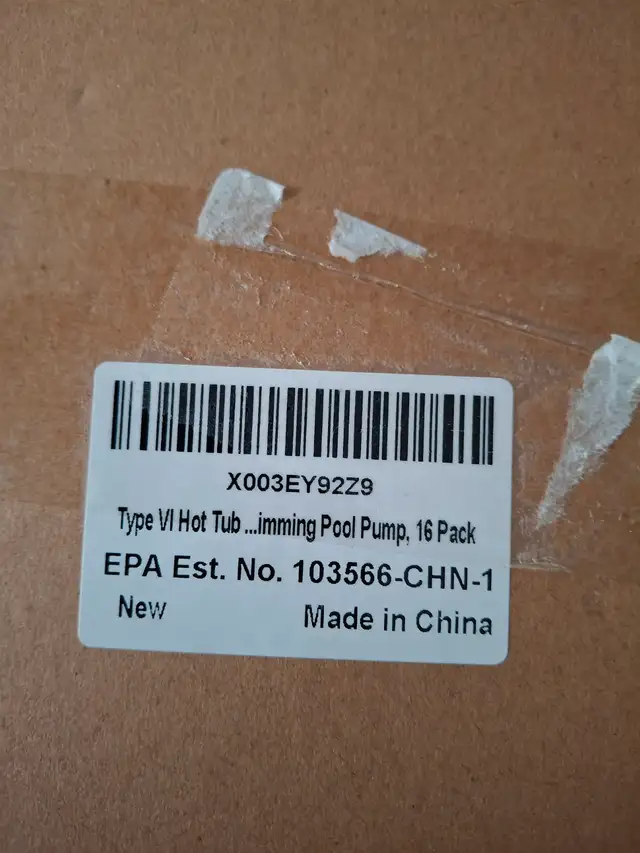 X003EY92Z9
Type VI Hot Tub ...imming Pool Pump, 16 Pack
EPA Est. No. 103566-CHN-1
New
Made in China